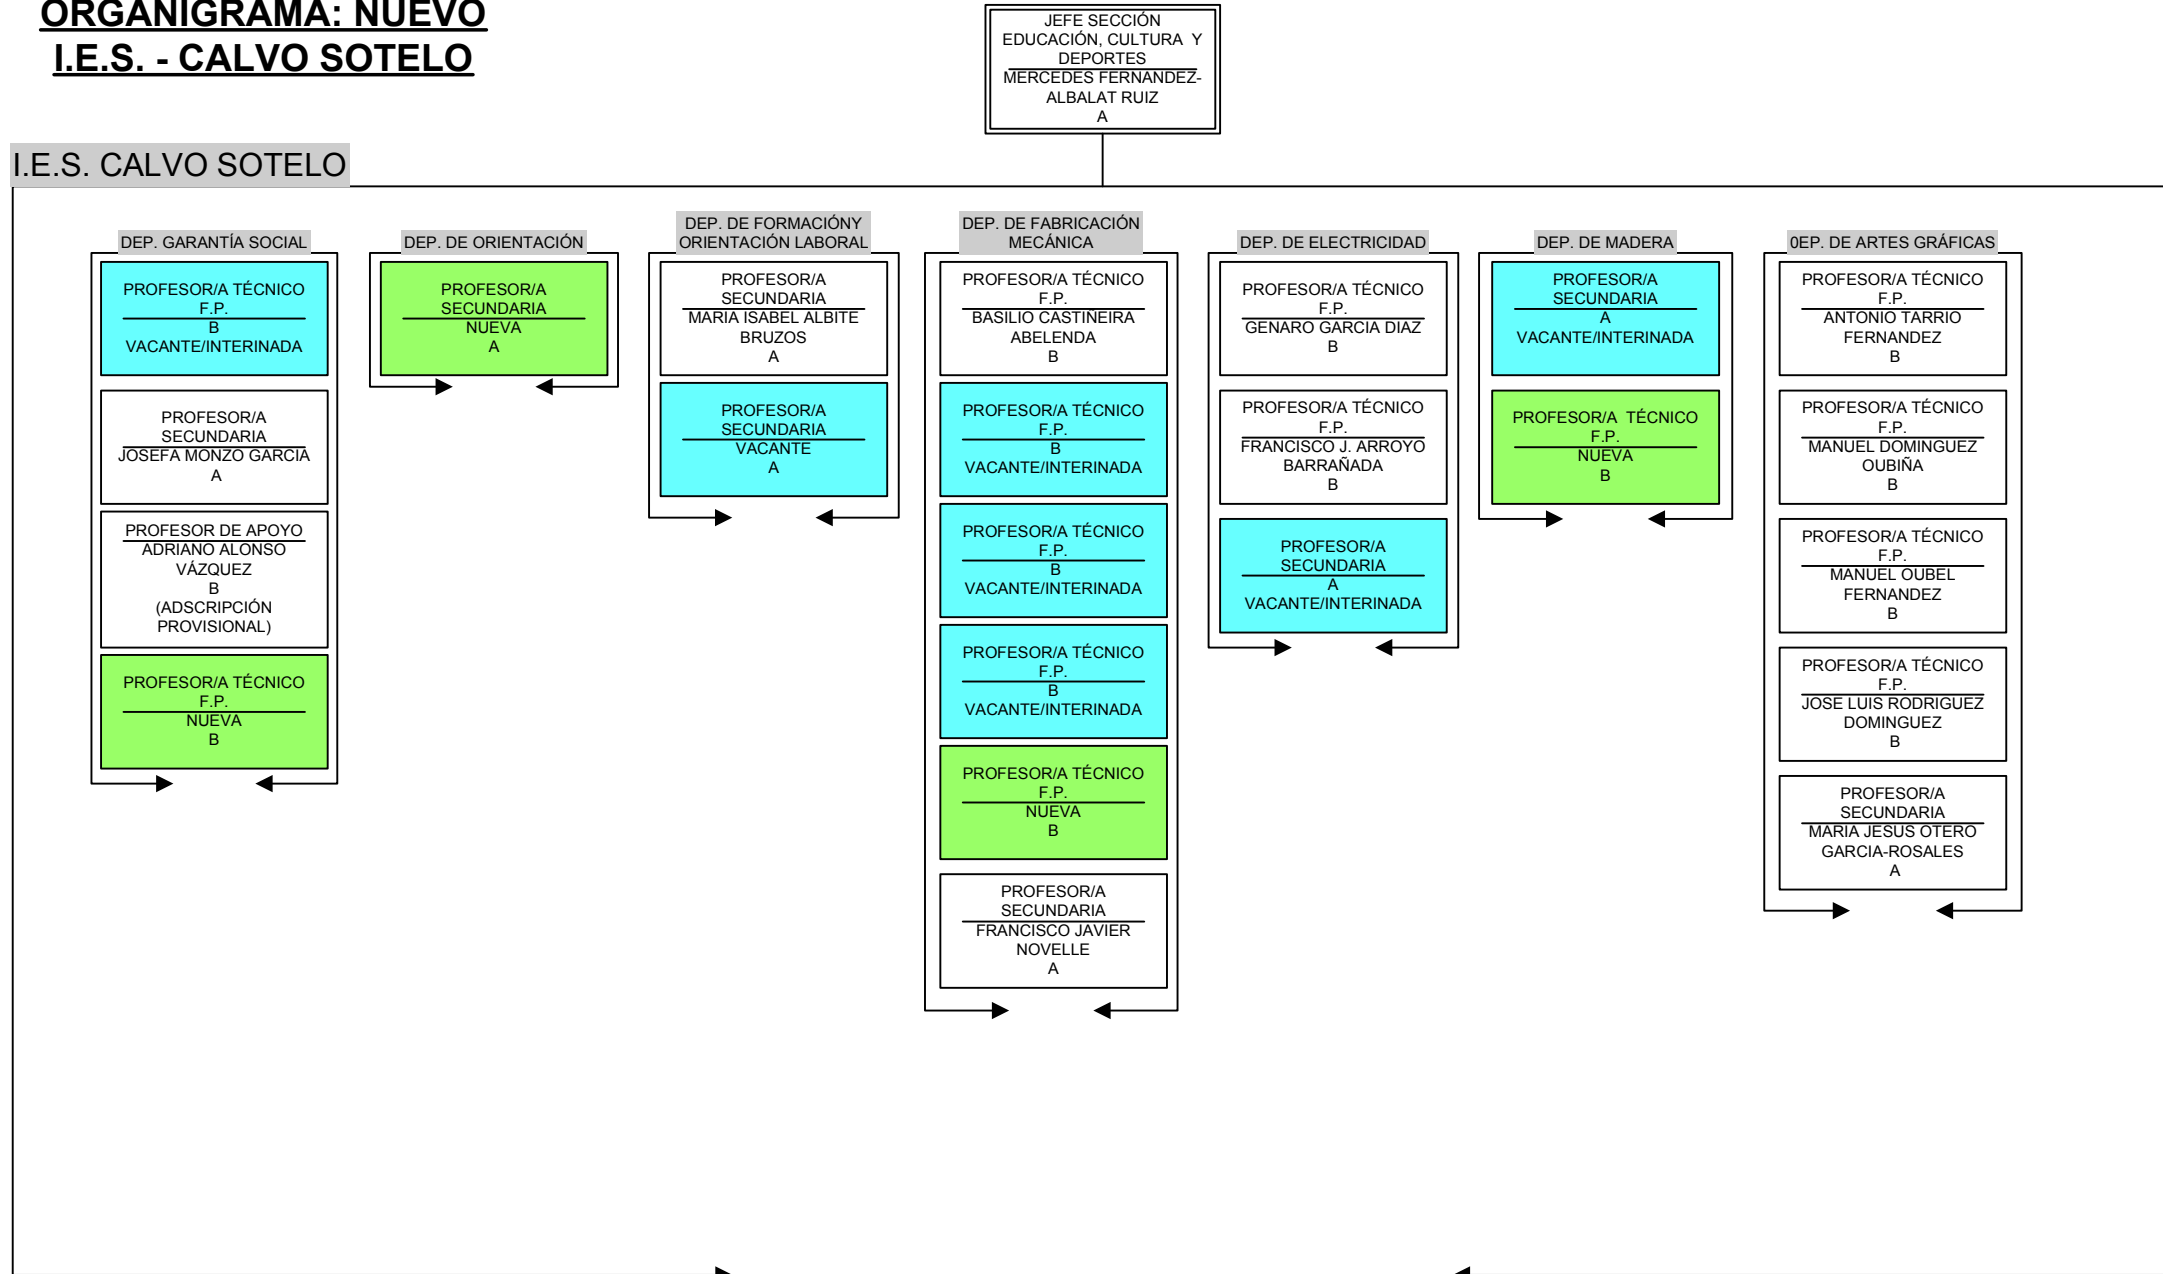 ORGANIGRAMA: NUEVO
I.E.S. - CALVO SOTELO
JEFE SECCIÓN
EDUCACIÓN, CULTURA Y
DEPORTES
MERCEDES FERNANDEZ-
ALBALAT RUIZ
A
I.E.S. CALVO SOTELO
DEP. GARANTÍA SOCIAL
PROFESOR/A TÉCNICO
F.P.
B
VACANTE/INTERINADA
PROFESOR/A
SECUNDARIA
JOSEFA MONZO GARCIA
A
PROFESOR DE APOYO
ADRIANO ALONSO
VÁZQUEZ
B
(ADSCRIPCIÓN
PROVISIONAL)
PROFESOR/A TÉCNICO
F.P.
NUEVA
B
DEP. DE ORIENTACIÓN
PROFESOR/A
SECUNDARIA
NUEVA
A
DEP. DE FORMACIÓNY
ORIENTACIÓN LABORAL
PROFESOR/A
SECUNDARIA
MARIA ISABEL ALBITE
BRUZOS
A
PROFESOR/A
SECUNDARIA
VACANTE
A
DEP. DE FABRICACIÓN
MECÁNICA
PROFESOR/A TÉCNICO
F.P.
BASILIO CASTIÑEIRA
ABELENDA
B
PROFESOR/A TÉCNICO
F.P.
B
VACANTE/INTERINADA
PROFESOR/A TÉCNICO
F.P.
B
VACANTE/INTERINADA
PROFESOR/A TÉCNICO
F.P.
B
VACANTE/INTERINADA
PROFESOR/A TÉCNICO
F.P.
NUEVA
B
PROFESOR/A
SECUNDARIA
FRANCISCO JAVIER
NOVELLE
A
DEP. DE ELECTRICIDAD
PROFESOR/A TÉCNICO
F.P.
GENARO GARCIA DIAZ
B
PROFESOR/A TÉCNICO
F.P.
FRANCISCO J. ARROYO
BARRAÑADA
B
PROFESOR/A
SECUNDARIA
A
VACANTE/INTERINADA
DEP. DE MADERA
PROFESOR/A
SECUNDARIA
A
VACANTE/INTERINADA
PROFESOR/A TÉCNICO
F.P.
NUEVA
B
0EP. DE ARTES GRÁFICAS
PROFESOR/A TÉCNICO
F.P.
ANTONIO TARRIO
FERNANDEZ
B
PROFESOR/A TÉCNICO
F.P.
MANUEL DOMINGUEZ
OUBIÑA
B
PROFESOR/A TÉCNICO
F.P.
MANUEL OUBEL
FERNANDEZ
B
PROFESOR/A TÉCNICO
F.P.
JOSE LUIS RODRIGUEZ
DOMINGUEZ
B
PROFESOR/A
SECUNDARIA
MARIA JESUS OTERO
GARCIA-ROSALES
A